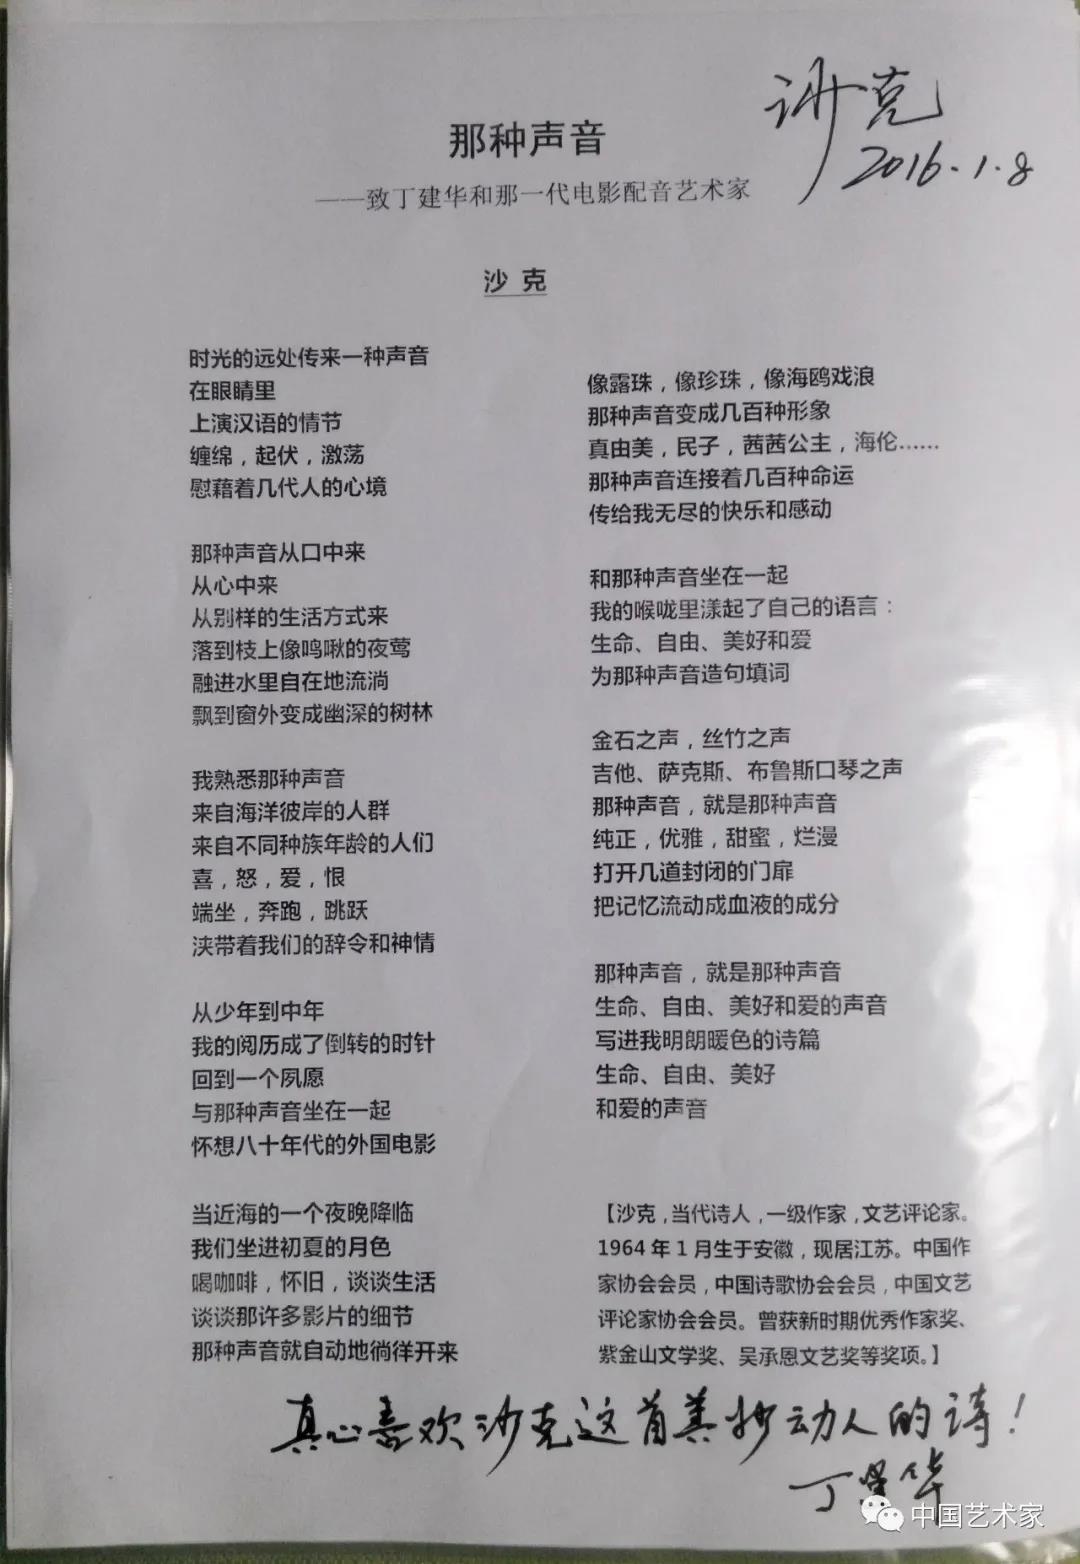 沙克
2016.1.8
那种声音
——致丁建华和那一代电影配音艺术家
沙 克
时光的远处传来一种声音
在眼睛里
上演汉语的情节
缠绵，起伏，激荡
慰藉着几代人的心境
那种声音从口中来
从心中来
从别样的生活方式来
落到枝上像鸣啾的夜莺
融进水里自在地流淌
飘到窗外变成幽深的树林
我熟悉那种声音
来自海洋彼岸的人群
来自不同种族年龄的人们
喜，怒，爱，恨
端坐，奔跑，跳跃
浃带着我们的辞令和神情
从少年到中年
我的阅历成了倒转的时针
回到一个夙愿
与那种声音坐在一起
怀想八十年代的外国电影
当近海的一个夜晚降临
我们坐进初夏的月色
喝咖啡，怀旧，谈谈生活
谈谈那许多影片的细节
那种声音就自动地徜徉开来
像露珠，像珍珠，像海鸥戏浪
那种声音变成几百种形象
真由美，民子，茜茜公主，海伦……
那种声音连接着几百种命运
传给我无尽的快乐和感动
和那种声音坐在一起
我的喉咙里漾起了自己的语言：
生命、自由、美好和爱
为那种声音造句填词
金石之声，丝竹之声
吉他、萨克斯、布鲁斯口琴之声
那种声音，就是那种声音
纯正，优雅，甜蜜，烂漫
打开几道封闭的门扉
把记忆流动成血液的成分
那种声音，就是那种声音
生命、自由、美好和爱的声音
写进我明朗暖色的诗篇
生命、自由、美好
和爱的声音
【沙克，当代诗人，一级作家，文艺评论家。
1964 年 1 月生于安徽，现居江苏。中国作
家协会会员，中国诗歌协会会员，中国文艺
评论家协会会员。曾获新时期优秀作家奖、
紫金山文学奖、吴承恩文艺奖等奖项。】
真心喜欢沙克这首美妙动人的诗！
丁建华
中国艺术家